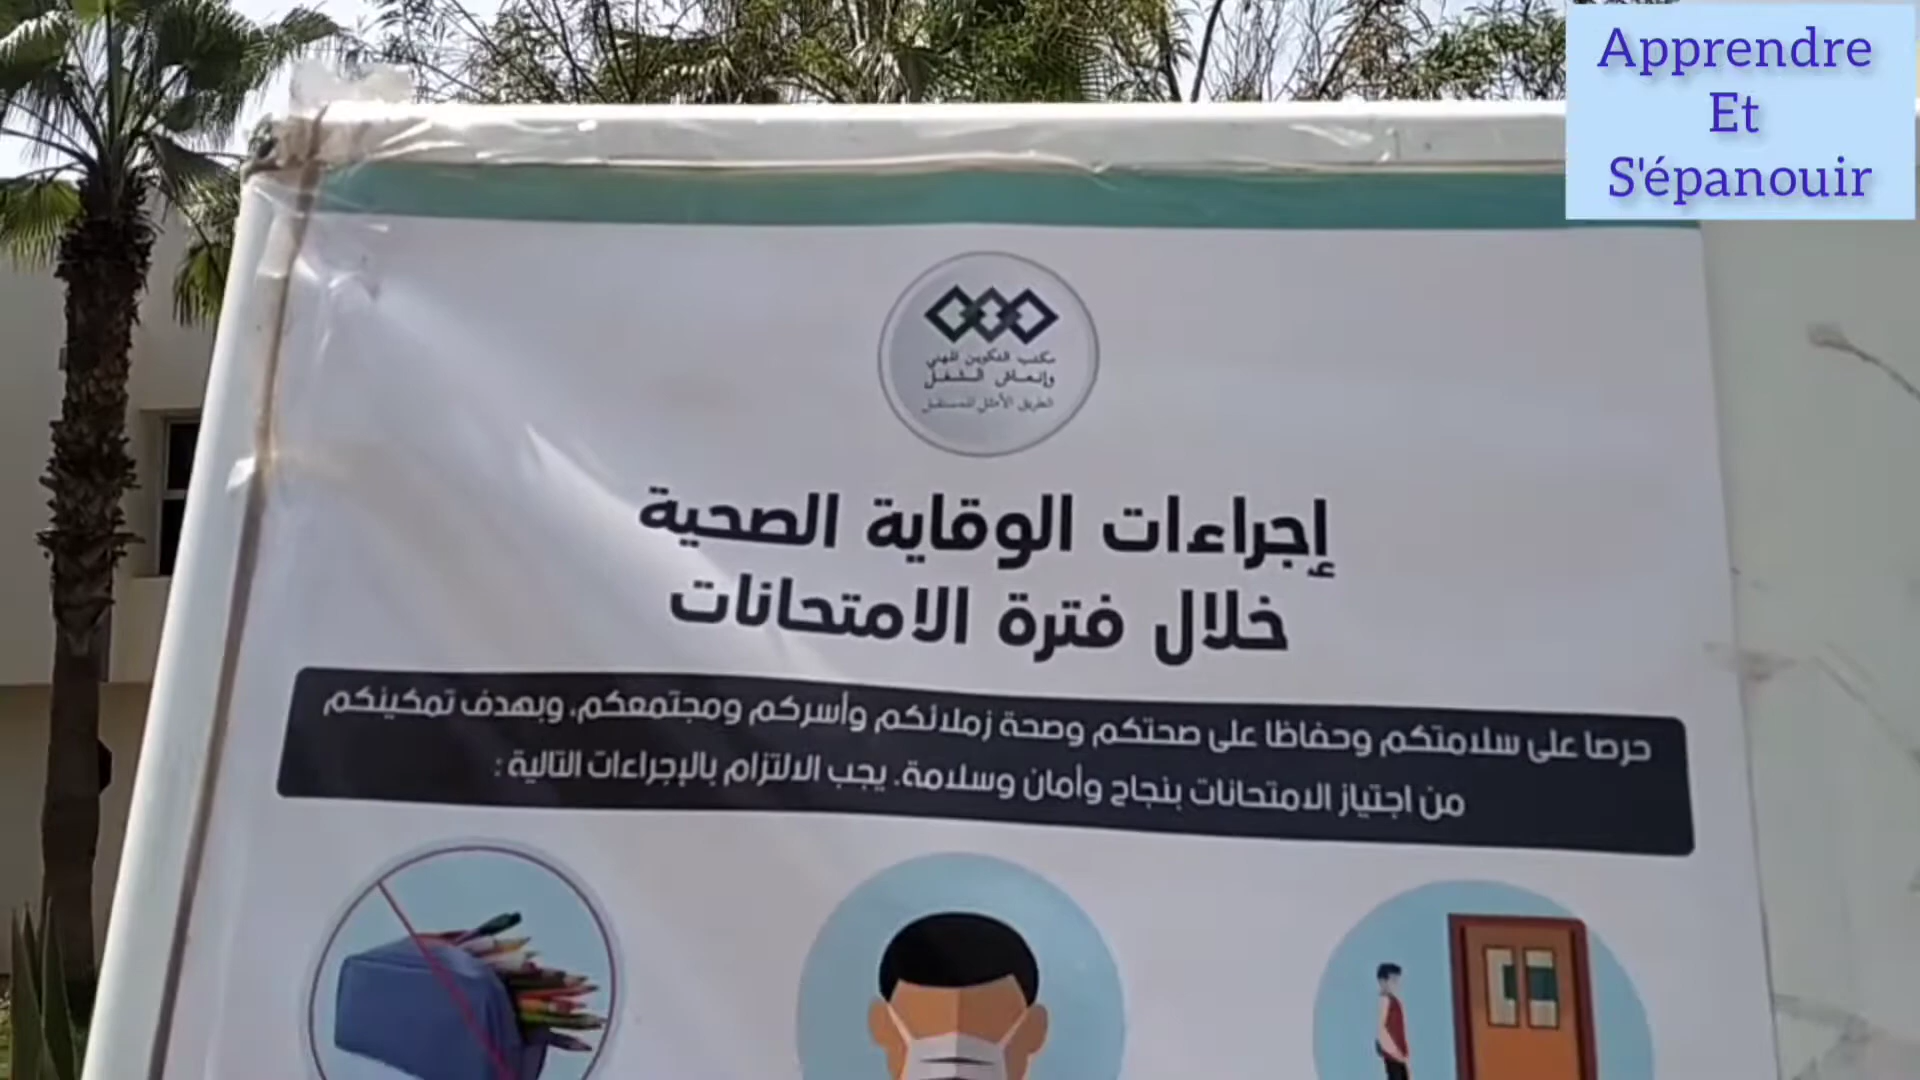 Apprendre
Et
S'épanouir
مكتب التكوين المهني
وإنعاش الشغل
الطريق الأمثل للمستقبل
إجراءات الوقاية الصحية
خلال فترة الامتحانات
حرصا على سلامتكم وحفاظا على صحتكم وصحة زملائكم وأسركم ومجتمعكم، وبهدف تمكينكم
من اجتياز الامتحانات بنجاح وأمان وسلامة، يجب الالتزام بالإجراءات التالية :